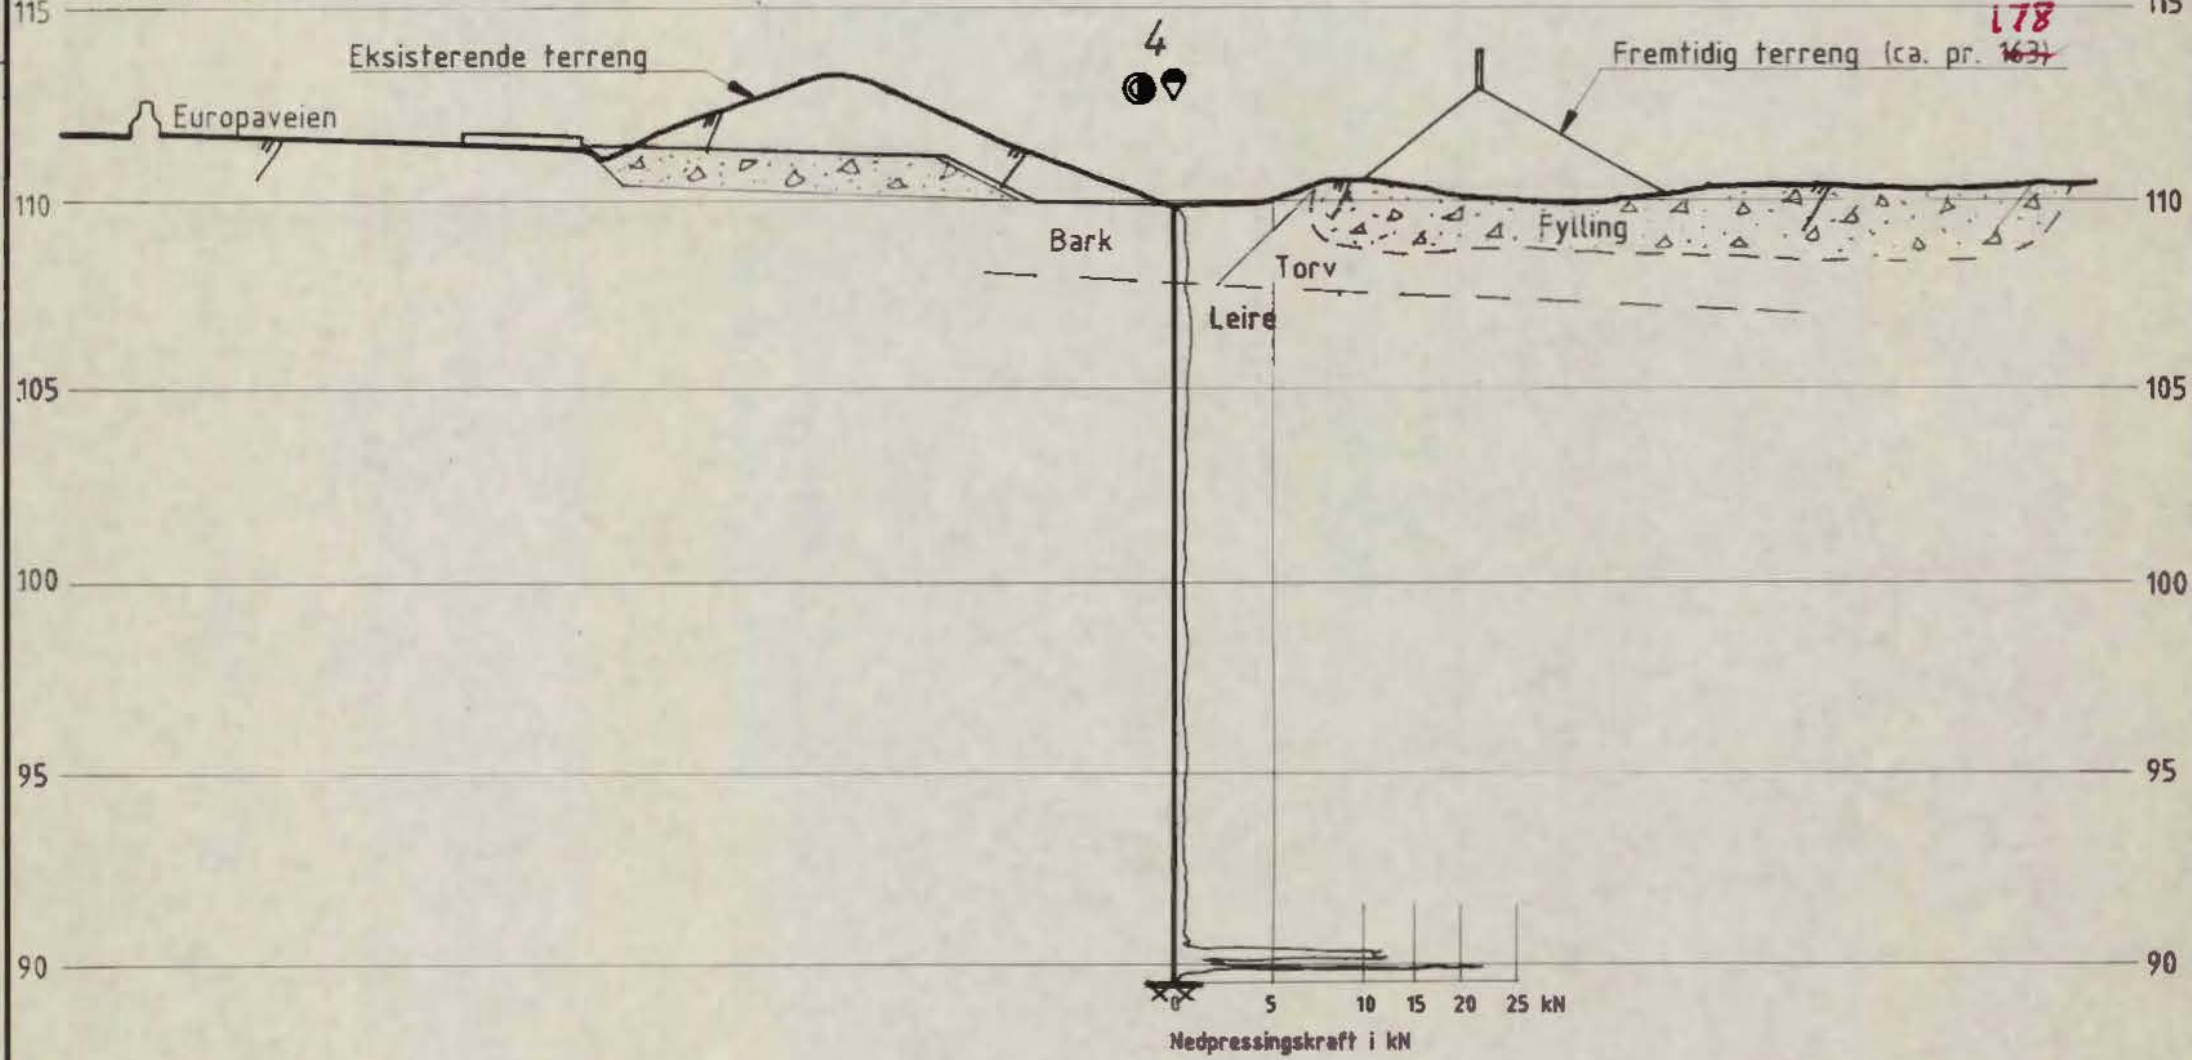 115 115
178
4
Eksisterende terreng
Fremtidig terreng (ca. pr. 163)
Europaveien
110 110
Bark
Fylling
Torv
Leire
105 105
100 100
95 95
90 90
0 5 10 15 20 25 kN
Nedpressingskraft i kN